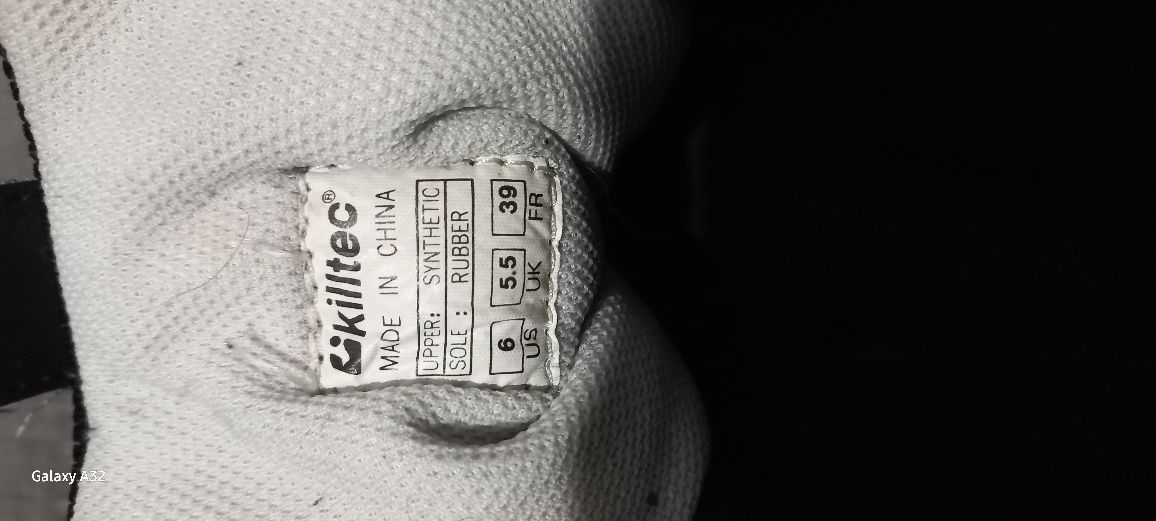 killtec®
MADE IN CHINA
UPPER: SYNTHETIC
SOLE : RUBBER
6 5.5 39
US UK FR
Galaxy A32